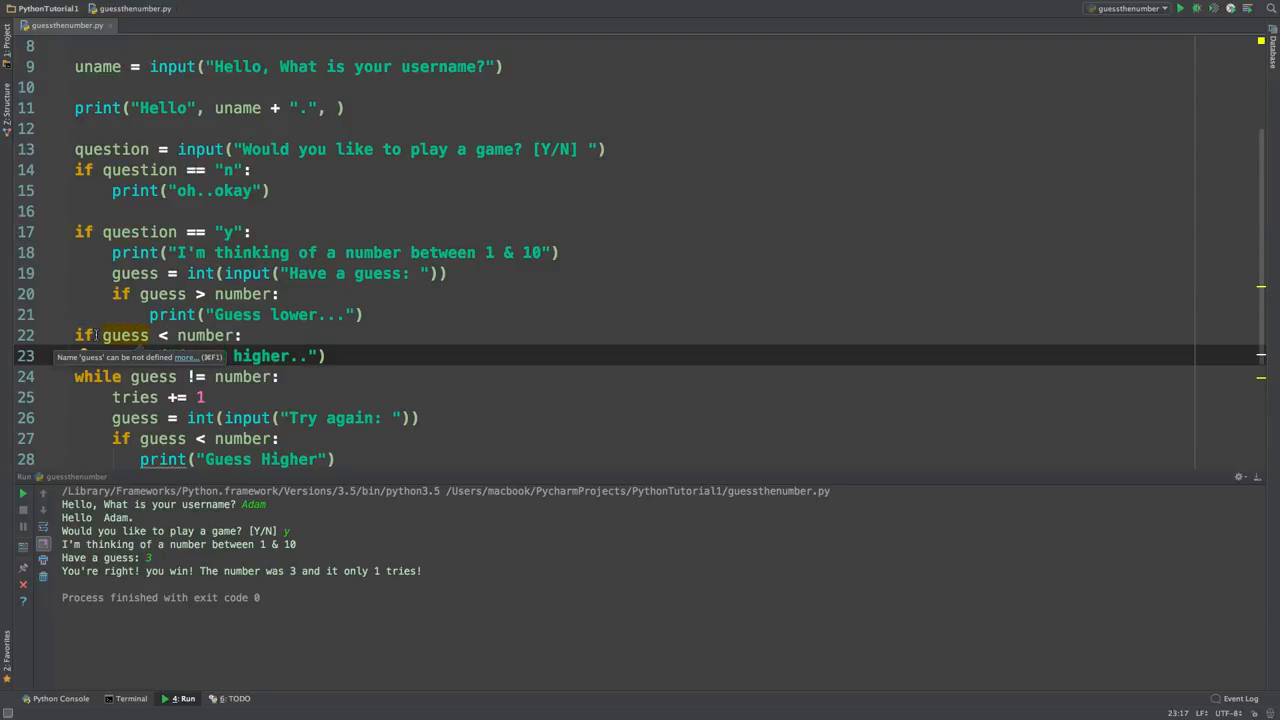 PythonTutorial1 guessthenumber.py guessthenumber
guessthenumber.py
1: Project
7: Structure
2: Favorites
Database
8
9 uname = input("Hello, What is your username?")
10
11 print("Hello", uname + ".", )
12
13 question = input("Would you like to play a game? [Y/N] ")
14 if question == "n":
15 print("oh..okay")
16
17 if question == "y":
18 print("I'm thinking of a number between 1 & 10")
19 guess = int(input("Have a guess: "))
20 if guess > number:
21 print("Guess lower...")
22 if guess < number:
23 higher..")
Name 'guess' can be not defined more... (⌘F1)
24 while guess != number:
25 tries += 1
26 guess = int(input("Try again: "))
27 if guess < number:
28 print("Guess Higher")
Run guessthenumber
/Library/Frameworks/Python.framework/Versions/3.5/bin/python3.5 /Users/macbook/PycharmProjects/PythonTutorial1/guessthenumber.py
Hello, What is your username? Adam
Hello  Adam.
Would you like to play a game? [Y/N] y
I'm thinking of a number between 1 & 10
Have a guess: 3
You're right! you win! The number was 3 and it only 1 tries!
Process finished with exit code 0
Python Console Terminal 4: Run 6: TODO Event Log
23:17 LF÷ UTF-8÷